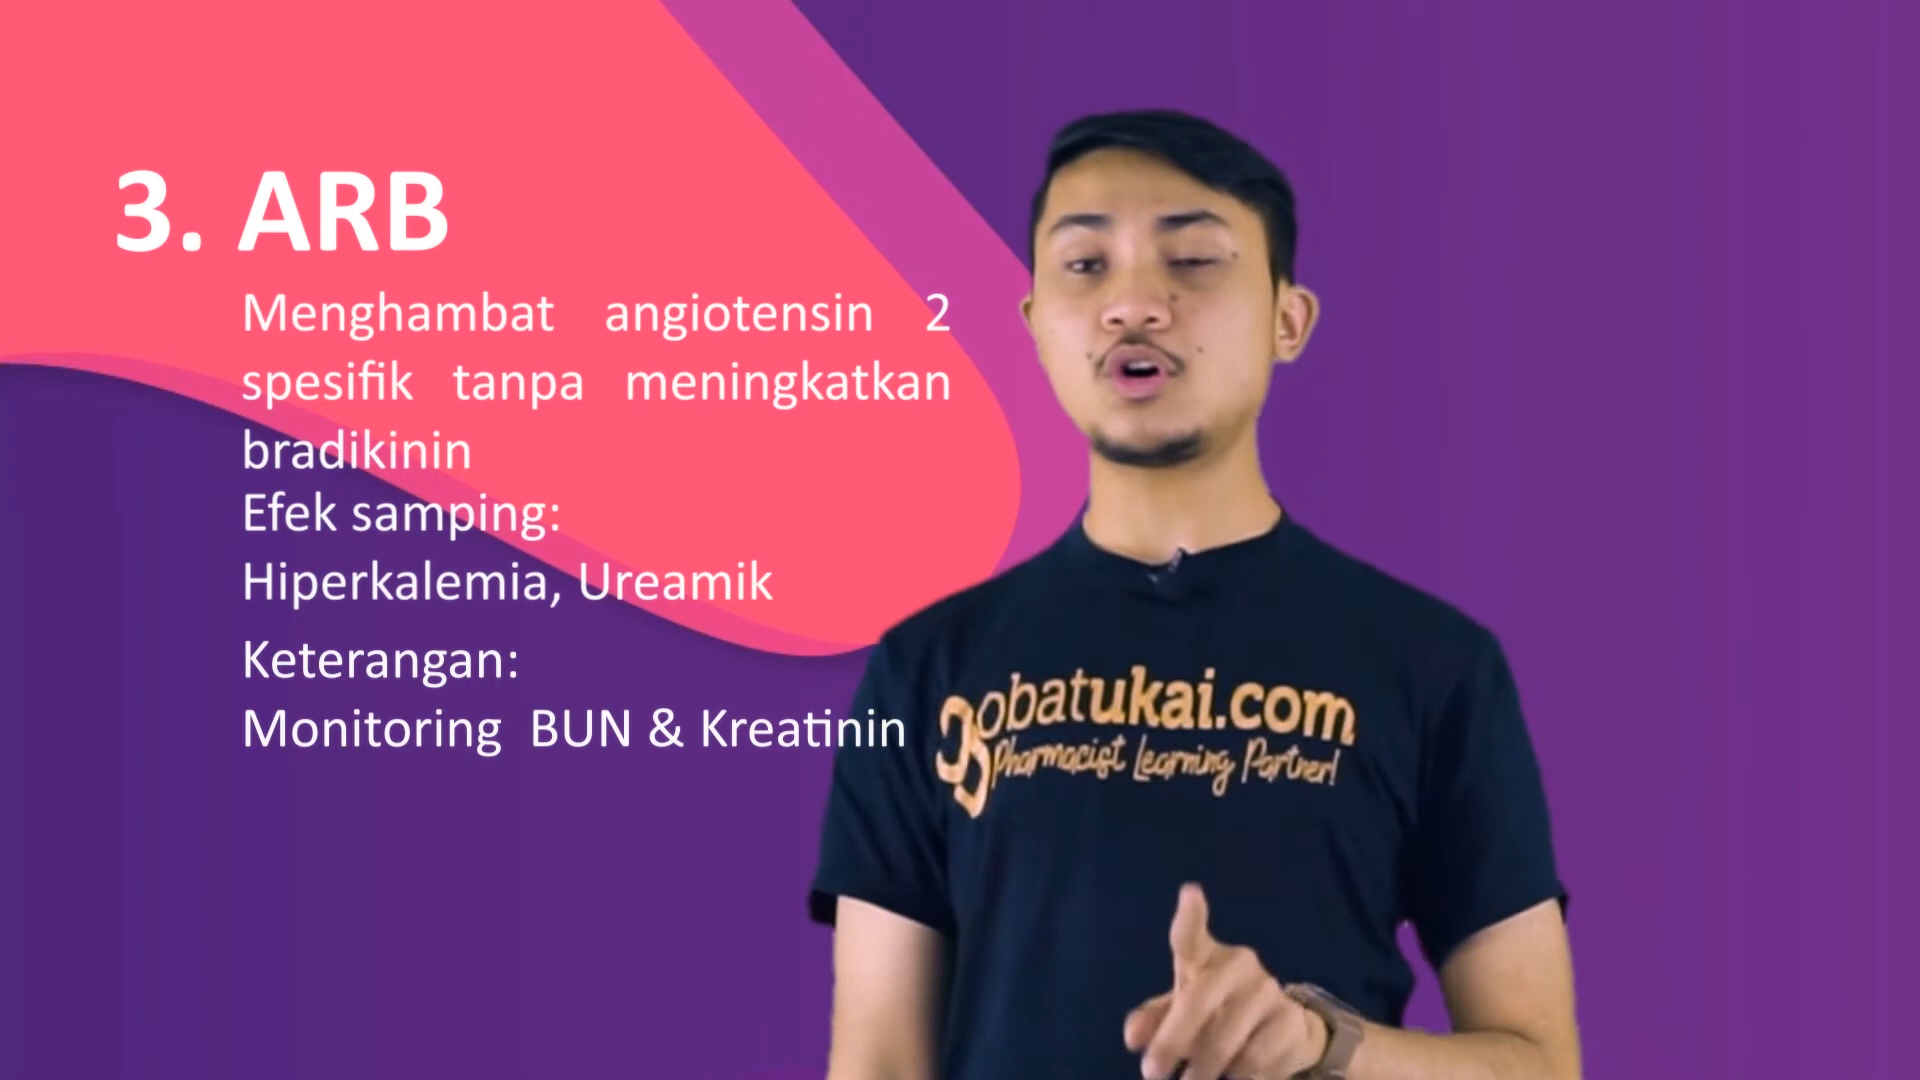 3. ARB
Menghambat angiotensin 2
spesifik tanpa meningkatkan
bradikinin
Efek samping:
Hiperkalemia, Ureamik
Keterangan:
Monitoring BUN & Kreatinin
obatukai.com
Pharmacist Learning Partner!